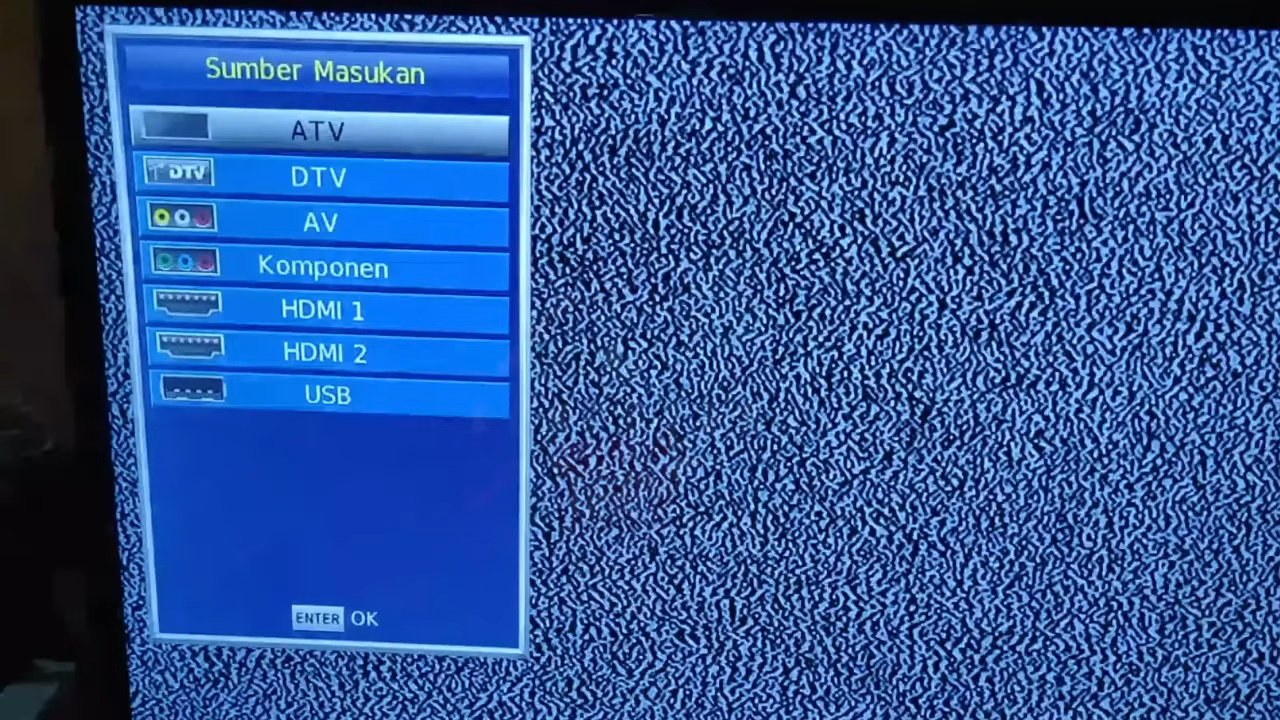 Sumber Masukan
ATV
DTV DTV
AV
Komponen
HDMI 1
HDMI 2
USB
ENTER OK